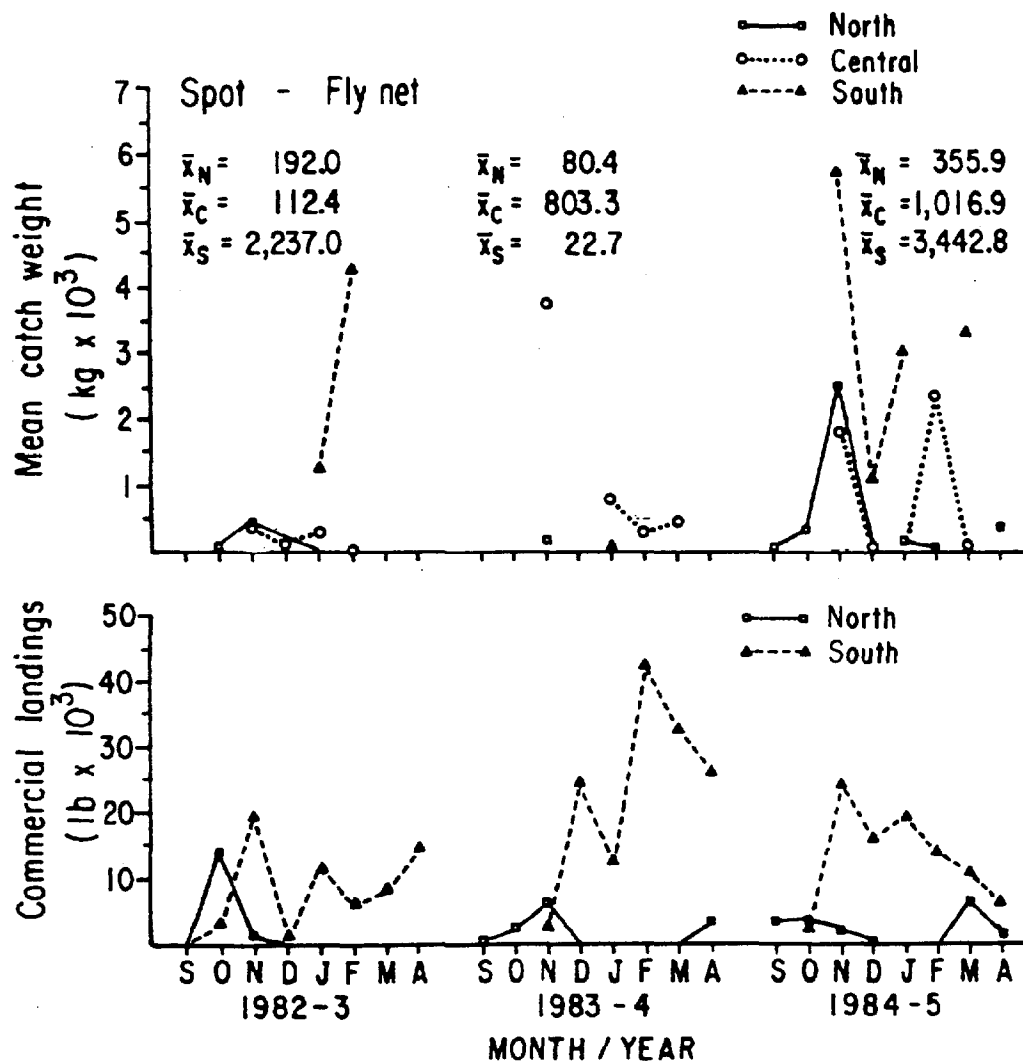 North
Central
South
Spot - Fly net
x̄N = 192.0
x̄C = 112.4
x̄S = 2,237.0
x̄N = 80.4
x̄C = 803.3
x̄S = 22.7
x̄N = 355.9
x̄C = 1,016.9
x̄S = 3,442.8
Mean catch weight
(kg x 10³)
7
6
5
4
3
2
1
North
South
Commercial landings
(lb x 10³)
50
40
30
20
10
S O N D J F M A
1982-3
S O N D J F M A
1983-4
S O N D J F M A
1984-5
MONTH / YEAR